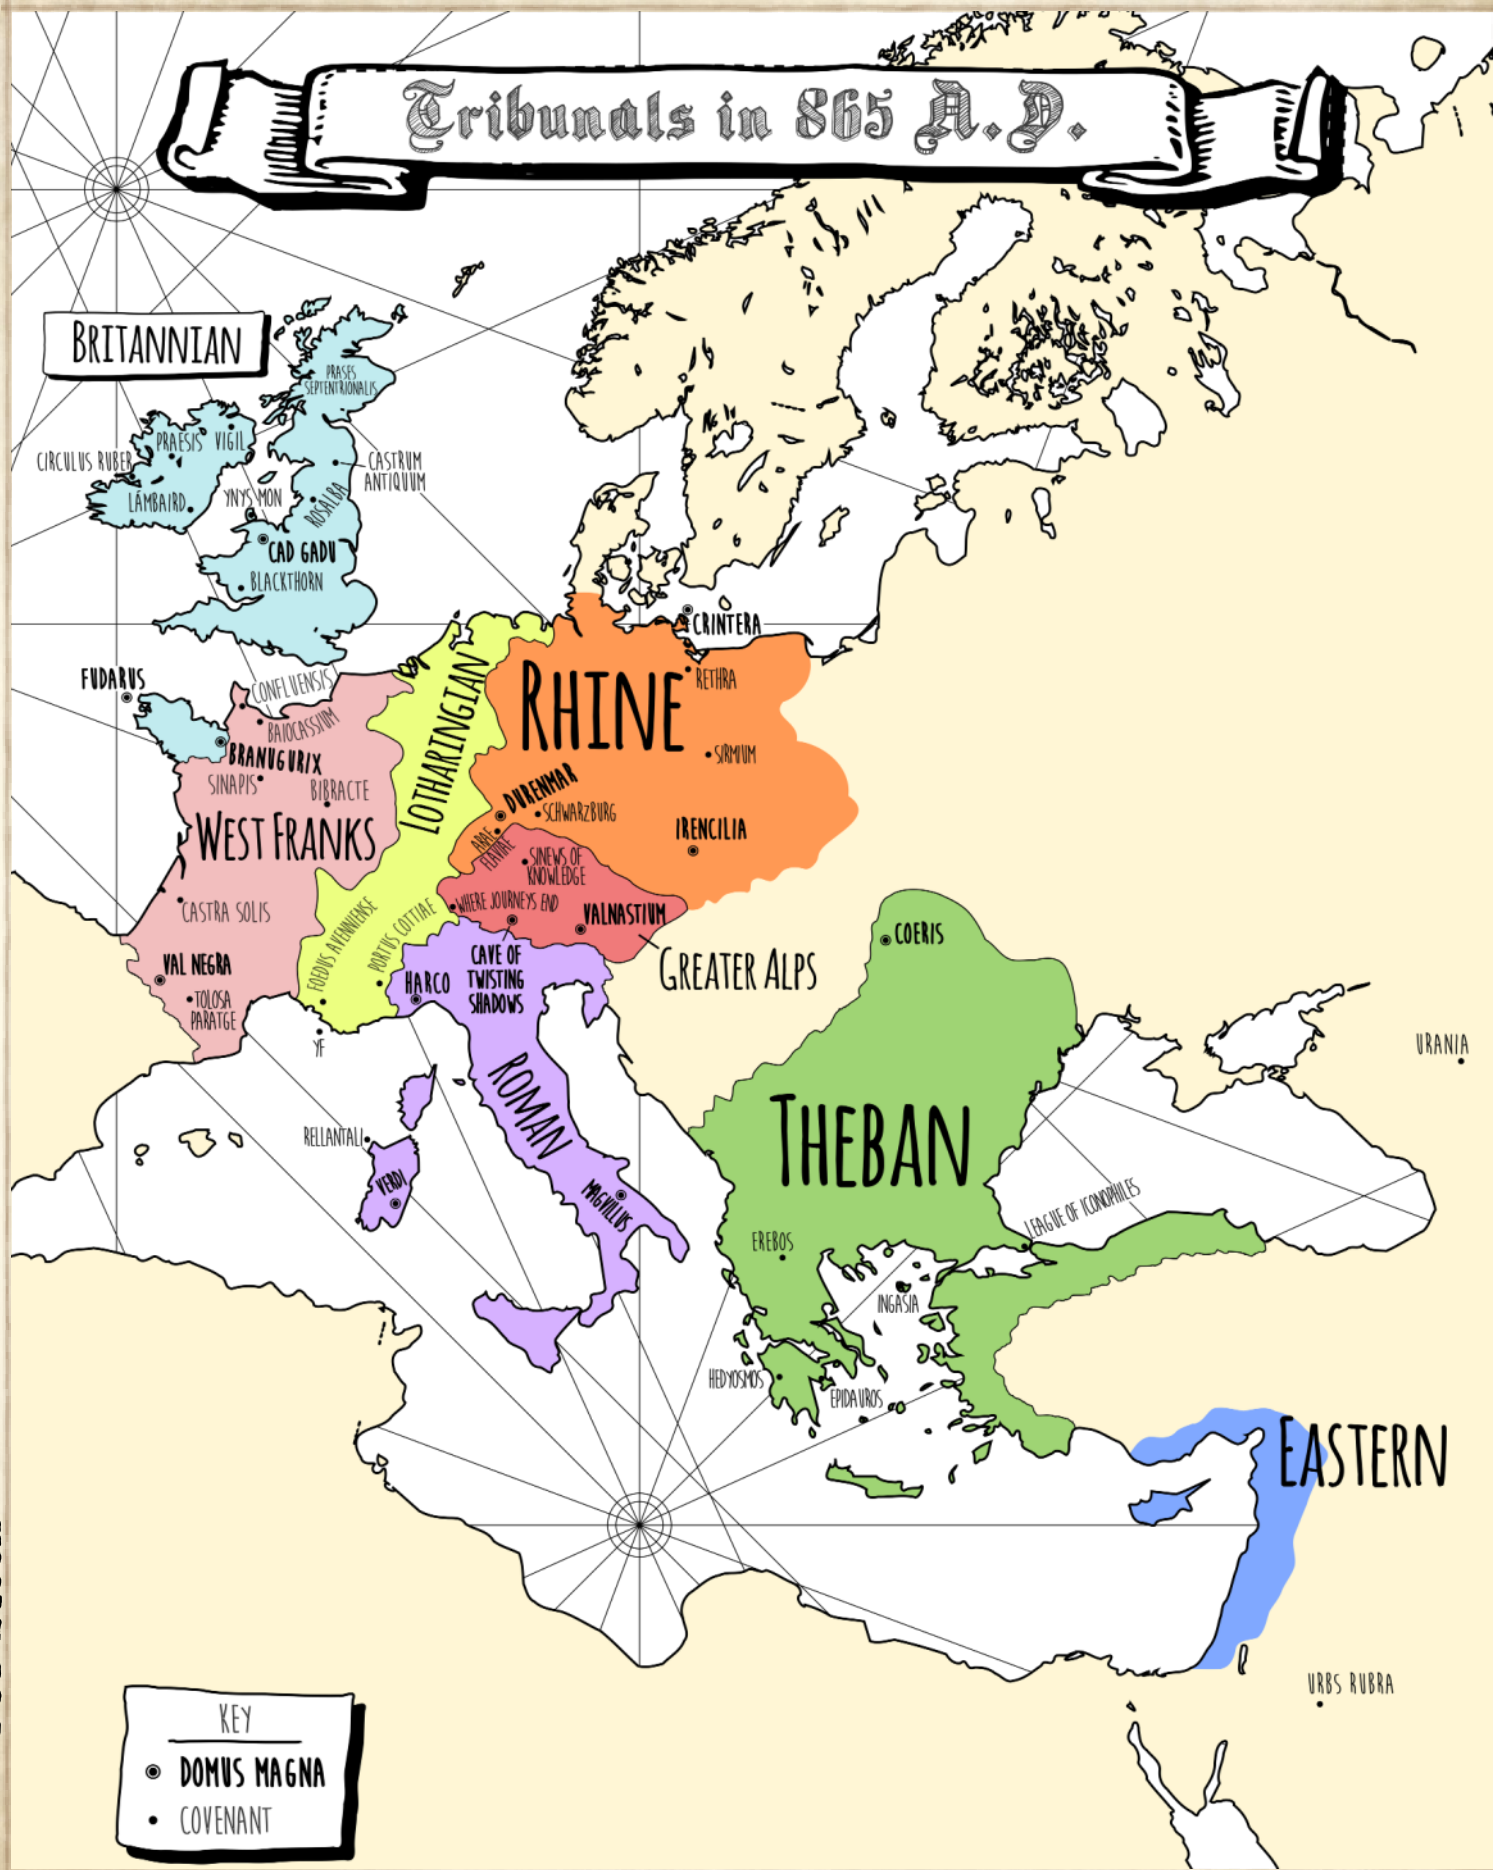 Tribunals in 865 A.D.
BRITANNIAN
PRASES
SEPTENTRIONALIS
PRAESIS
VIGIL
CIRCULUS RUBER
CASTRUM
ANTIQUUM
LÁMBAIRD
YNYS MON
ROSALBA
CAD GADU
BLACKTHORN
CRINTERA
FUDARUS
CONFLUENSIS
RETHRA
RHINE
LOTHARINGIAN
BAIOCASSIUM
BRANUGURIX
SIRMIUM
SINAPIS
BIBRACTE
DURENMAR
SCHWARZBURG
WEST FRANKS
IRENCILIA
ARAE
FLAVIAE
SINEWS OF
KNOWLEDGE
CASTRA SOLIS
WHERE JOURNEYS END
VALNASTIUM
FOEDUS AVENNIENSE
PORTUS COTTIAE
COERIS
VAL NEGRA
GREATER ALPS
CAVE OF
TWISTING
SHADOWS
HARCO
TOLOSA
PARATGE
YF
URANIA
ROMAN
THEBAN
RELLANTALI
VERDI
MAGVILLUS
LEAGUE OF ICONOPHILES
EREBOS
INGASIA
HEDYOSMOS
EPIDAUROS
EASTERN
URBS RUBRA
KEY
DOMUS MAGNA
COVENANT